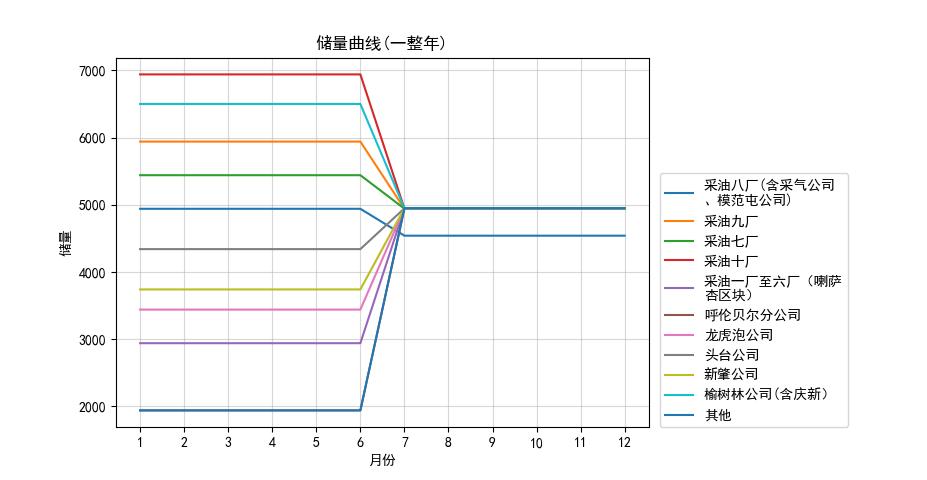 储量曲线(一整年)
7000
6000
5000
4000
3000
2000
储量
1
2
3
4
5
6
7
8
9
10
11
12
月份
采油八厂(含采气公司
、模范屯公司)
采油九厂
采油七厂
采油十厂
采油一厂至六厂（喇萨
杏区块）
呼伦贝尔分公司
龙虎泡公司
头台公司
新肇公司
榆树林公司(含庆新）
其他